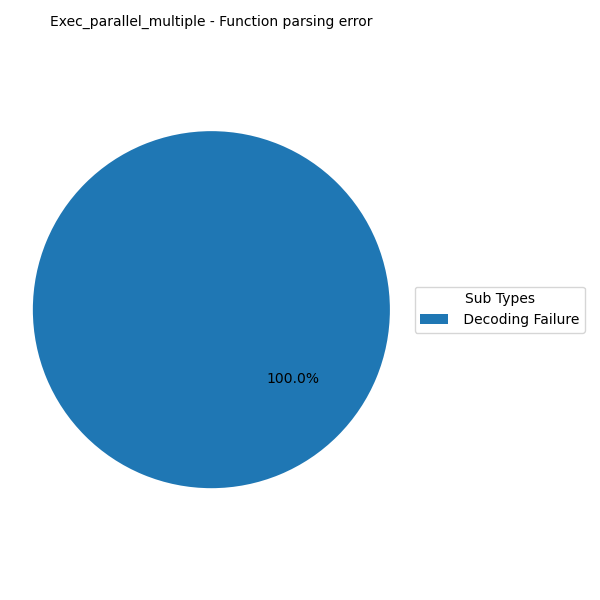 Exec_parallel_multiple - Function parsing error
100.0%
Sub Types
Decoding Failure